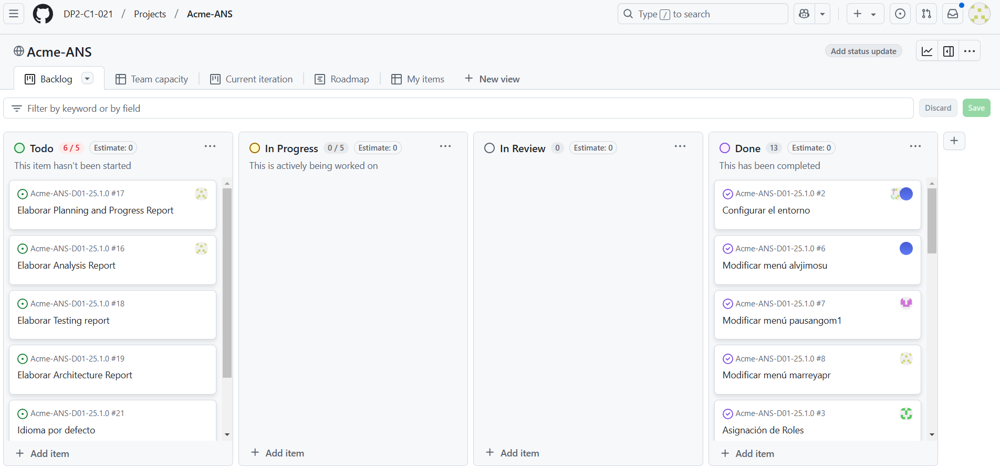 DP2-C1-021 / Projects / Acme-ANS
Type / to search
Acme-ANS
Add status update
Backlog
Team capacity
Current iteration
Roadmap
My items
New view
Filter by keyword or by field
Discard
Save
Todo 6 / 5 Estimate: 0
This item hasn't been started
Acme-ANS-D01-25.1.0 #17
Elaborar Planning and Progress Report
Acme-ANS-D01-25.1.0 #16
Elaborar Analysis Report
Acme-ANS-D01-25.1.0 #18
Elaborar Testing report
Acme-ANS-D01-25.1.0 #19
Elaborar Architecture Report
Acme-ANS-D01-25.1.0 #21
Idioma por defecto
Add item
In Progress 0 / 5 Estimate: 0
This is actively being worked on
Add item
In Review 0 Estimate: 0
Add item
Done 13 Estimate: 0
This has been completed
Acme-ANS-D01-25.1.0 #2
Configurar el entorno
Acme-ANS-D01-25.1.0 #6
Modificar menú alvjimosu
Acme-ANS-D01-25.1.0 #7
Modificar menú pausangom1
Acme-ANS-D01-25.1.0 #8
Modificar menú marreyapr
Acme-ANS-D01-25.1.0 #3
Asignación de Roles
Add item